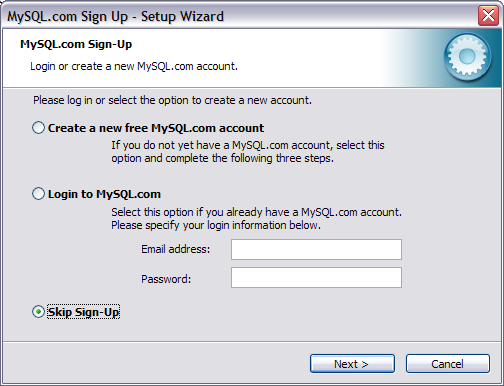 MySQL.com Sign Up - Setup Wizard
MySQL.com Sign-Up
Login or create a new MySQL.com account.
Please log in or select the option to create a new account.
Create a new free MySQL.com account
If you do not yet have a MySQL.com account, select this
option and complete the following three steps.
Login to MySQL.com
Select this option if you already have a MySQL.com account.
Please specify your login information below.
Email address:
Password:
Skip Sign-Up
Next >
Cancel